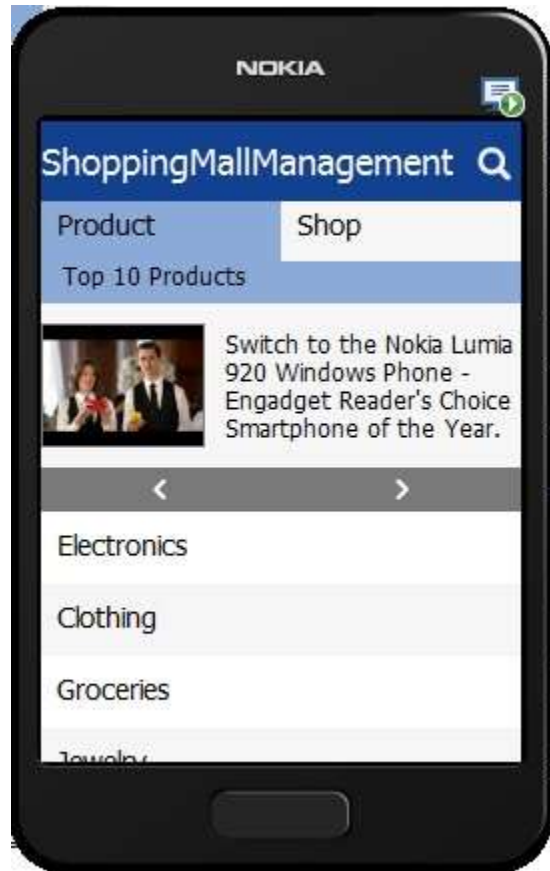 NOKIA
ShoppingMallManagement
Product Shop
Top 10 Products
Switch to the Nokia Lumia
920 Windows Phone -
Engadget Reader's Choice
Smartphone of the Year.
Electronics
Clothing
Groceries
Jewelry